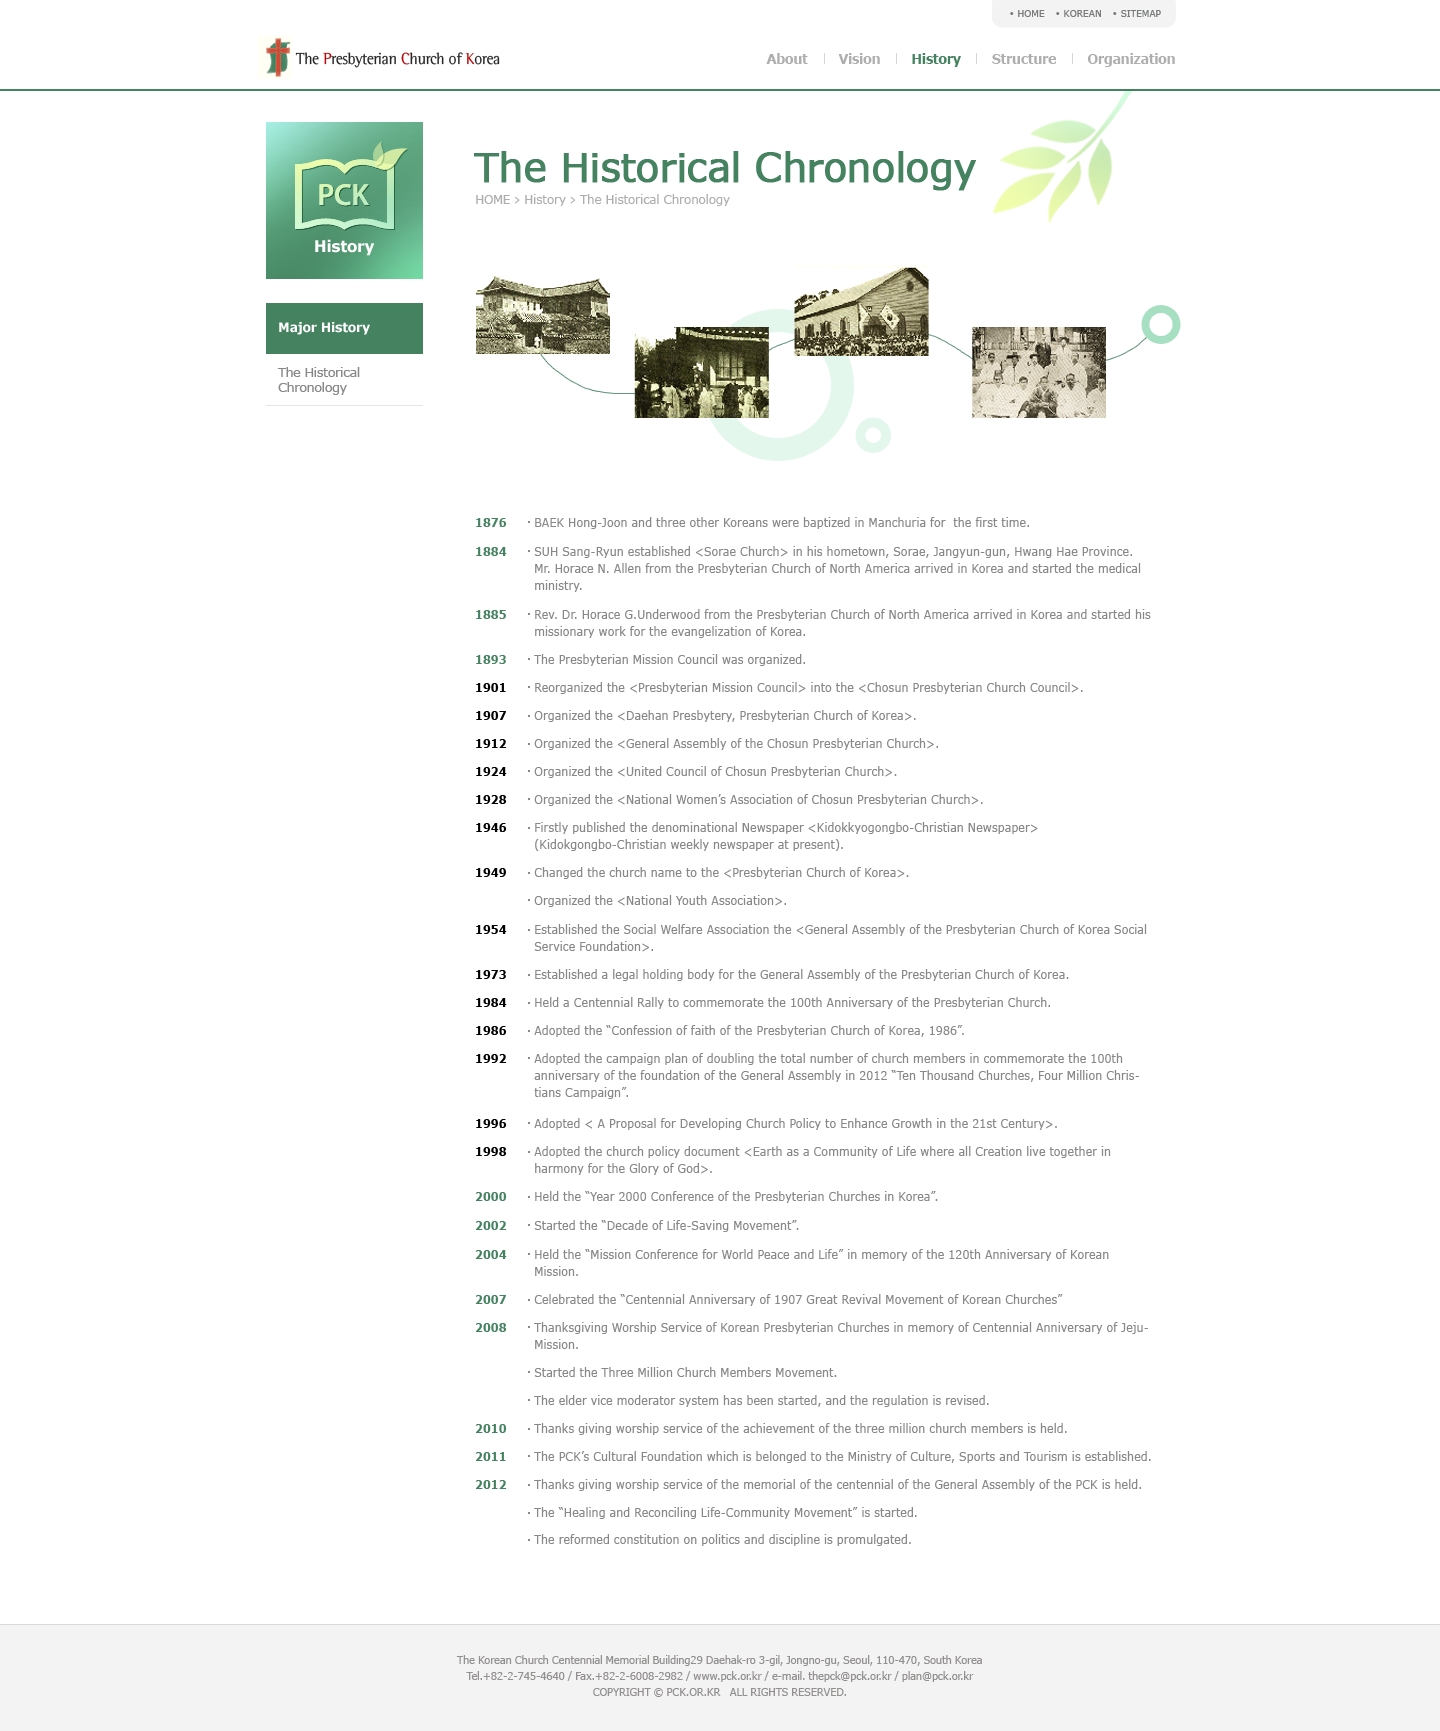 • HOME • KOREAN • SITEMAP
The Presbyterian Church of Korea
About | Vision | History | Structure | Organization
PCK
History
Major History
The Historical
Chronology
The Historical Chronology
HOME > History > The Historical Chronology
1876 · BAEK Hong-Joon and three other Koreans were baptized in Manchuria for  the first time.
1884 · SUH Sang-Ryun established <Sorae Church> in his hometown, Sorae, Jangyun-gun, Hwang Hae Province.
Mr. Horace N. Allen from the Presbyterian Church of North America arrived in Korea and started the medical
ministry.
1885 · Rev. Dr. Horace G.Underwood from the Presbyterian Church of North America arrived in Korea and started his
missionary work for the evangelization of Korea.
1893 · The Presbyterian Mission Council was organized.
1901 · Reorganized the <Presbyterian Mission Council> into the <Chosun Presbyterian Church Council>.
1907 · Organized the <Daehan Presbytery, Presbyterian Church of Korea>.
1912 · Organized the <General Assembly of the Chosun Presbyterian Church>.
1924 · Organized the <United Council of Chosun Presbyterian Church>.
1928 · Organized the <National Women’s Association of Chosun Presbyterian Church>.
1946 · Firstly published the denominational Newspaper <Kidokkyogongbo-Christian Newspaper>
(Kidokgongbo-Christian weekly newspaper at present).
1949 · Changed the church name to the <Presbyterian Church of Korea>.
· Organized the <National Youth Association>.
1954 · Established the Social Welfare Association the <General Assembly of the Presbyterian Church of Korea Social
Service Foundation>.
1973 · Established a legal holding body for the General Assembly of the Presbyterian Church of Korea.
1984 · Held a Centennial Rally to commemorate the 100th Anniversary of the Presbyterian Church.
1986 · Adopted the “Confession of faith of the Presbyterian Church of Korea, 1986”.
1992 · Adopted the campaign plan of doubling the total number of church members in commemorate the 100th
anniversary of the foundation of the General Assembly in 2012 “Ten Thousand Churches, Four Million Chris-
tians Campaign”.
1996 · Adopted < A Proposal for Developing Church Policy to Enhance Growth in the 21st Century>.
1998 · Adopted the church policy document <Earth as a Community of Life where all Creation live together in
harmony for the Glory of God>.
2000 · Held the “Year 2000 Conference of the Presbyterian Churches in Korea”.
2002 · Started the “Decade of Life-Saving Movement”.
2004 · Held the “Mission Conference for World Peace and Life” in memory of the 120th Anniversary of Korean
Mission.
2007 · Celebrated the “Centennial Anniversary of 1907 Great Revival Movement of Korean Churches”
2008 · Thanksgiving Worship Service of Korean Presbyterian Churches in memory of Centennial Anniversary of Jeju-
Mission.
· Started the Three Million Church Members Movement.
· The elder vice moderator system has been started, and the regulation is revised.
2010 · Thanks giving worship service of the achievement of the three million church members is held.
2011 · The PCK’s Cultural Foundation which is belonged to the Ministry of Culture, Sports and Tourism is established.
2012 · Thanks giving worship service of the memorial of the centennial of the General Assembly of the PCK is held.
· The “Healing and Reconciling Life-Community Movement” is started.
· The reformed constitution on politics and discipline is promulgated.
The Korean Church Centennial Memorial Building29 Daehak-ro 3-gil, Jongno-gu, Seoul, 110-470, South Korea
Tel.+82-2-745-4640 / Fax.+82-2-6008-2982 / www.pck.or.kr / e-mail. thepck@pck.or.kr / plan@pck.or.kr
COPYRIGHT © PCK.OR.KR   ALL RIGHTS RESERVED.